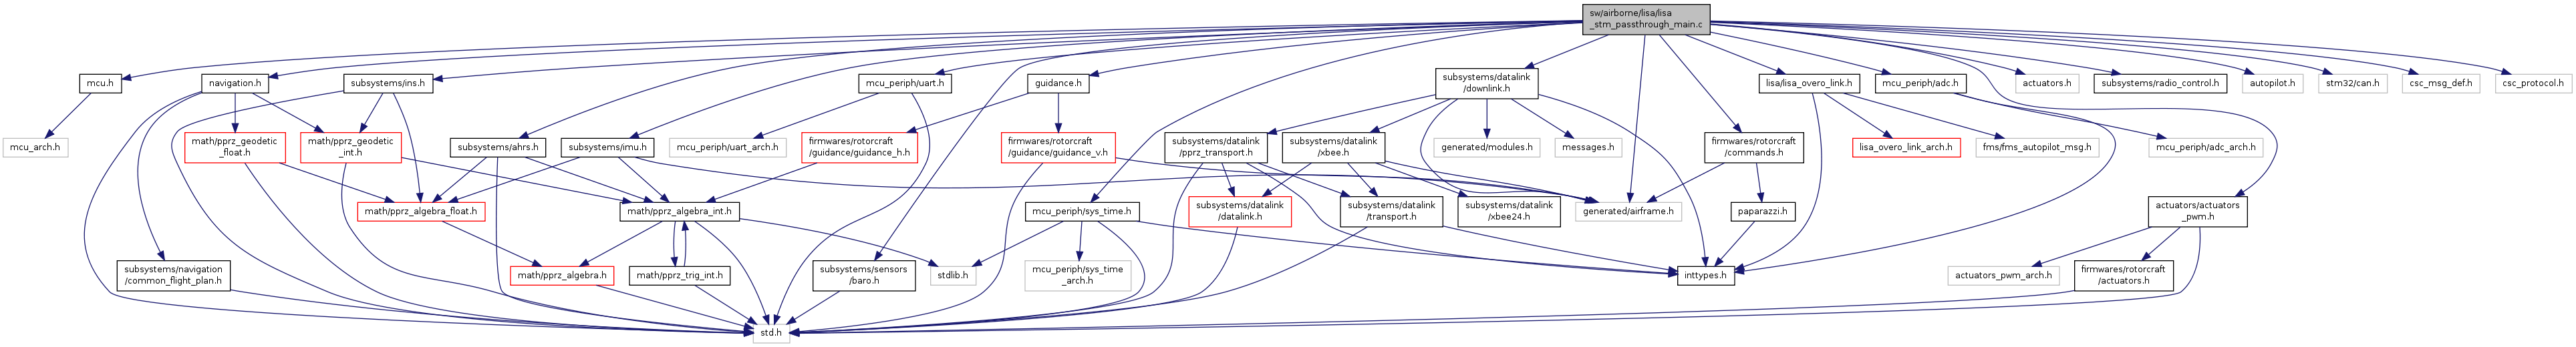 sw/airborne/lisa/lisa
_stm_passthrough_main.c
mcu.h
navigation.h
subsystems/ins.h
mcu_periph/uart.h
guidance.h
subsystems/datalink
/downlink.h
lisa/lisa_overo_link.h
mcu_periph/adc.h
actuators.h
subsystems/radio_control.h
autopilot.h
stm32/can.h
csc_msg_def.h
csc_protocol.h
mcu_arch.h
math/pprz_geodetic
_float.h
math/pprz_geodetic
_int.h
subsystems/ahrs.h
subsystems/imu.h
mcu_periph/uart_arch.h
firmwares/rotorcraft
/guidance/guidance_h.h
firmwares/rotorcraft
/guidance/guidance_v.h
subsystems/datalink
/pprz_transport.h
subsystems/datalink
/xbee.h
generated/modules.h
messages.h
firmwares/rotorcraft
/commands.h
lisa_overo_link_arch.h
fms/fms_autopilot_msg.h
mcu_periph/adc_arch.h
math/pprz_algebra_float.h
math/pprz_algebra_int.h
mcu_periph/sys_time.h
subsystems/datalink
/datalink.h
subsystems/datalink
/transport.h
subsystems/datalink
/xbee24.h
generated/airframe.h
paparazzi.h
actuators/actuators
_pwm.h
subsystems/navigation
/common_flight_plan.h
math/pprz_algebra.h
math/pprz_trig_int.h
subsystems/sensors
/baro.h
stdlib.h
mcu_periph/sys_time
_arch.h
inttypes.h
actuators_pwm_arch.h
firmwares/rotorcraft
/actuators.h
std.h